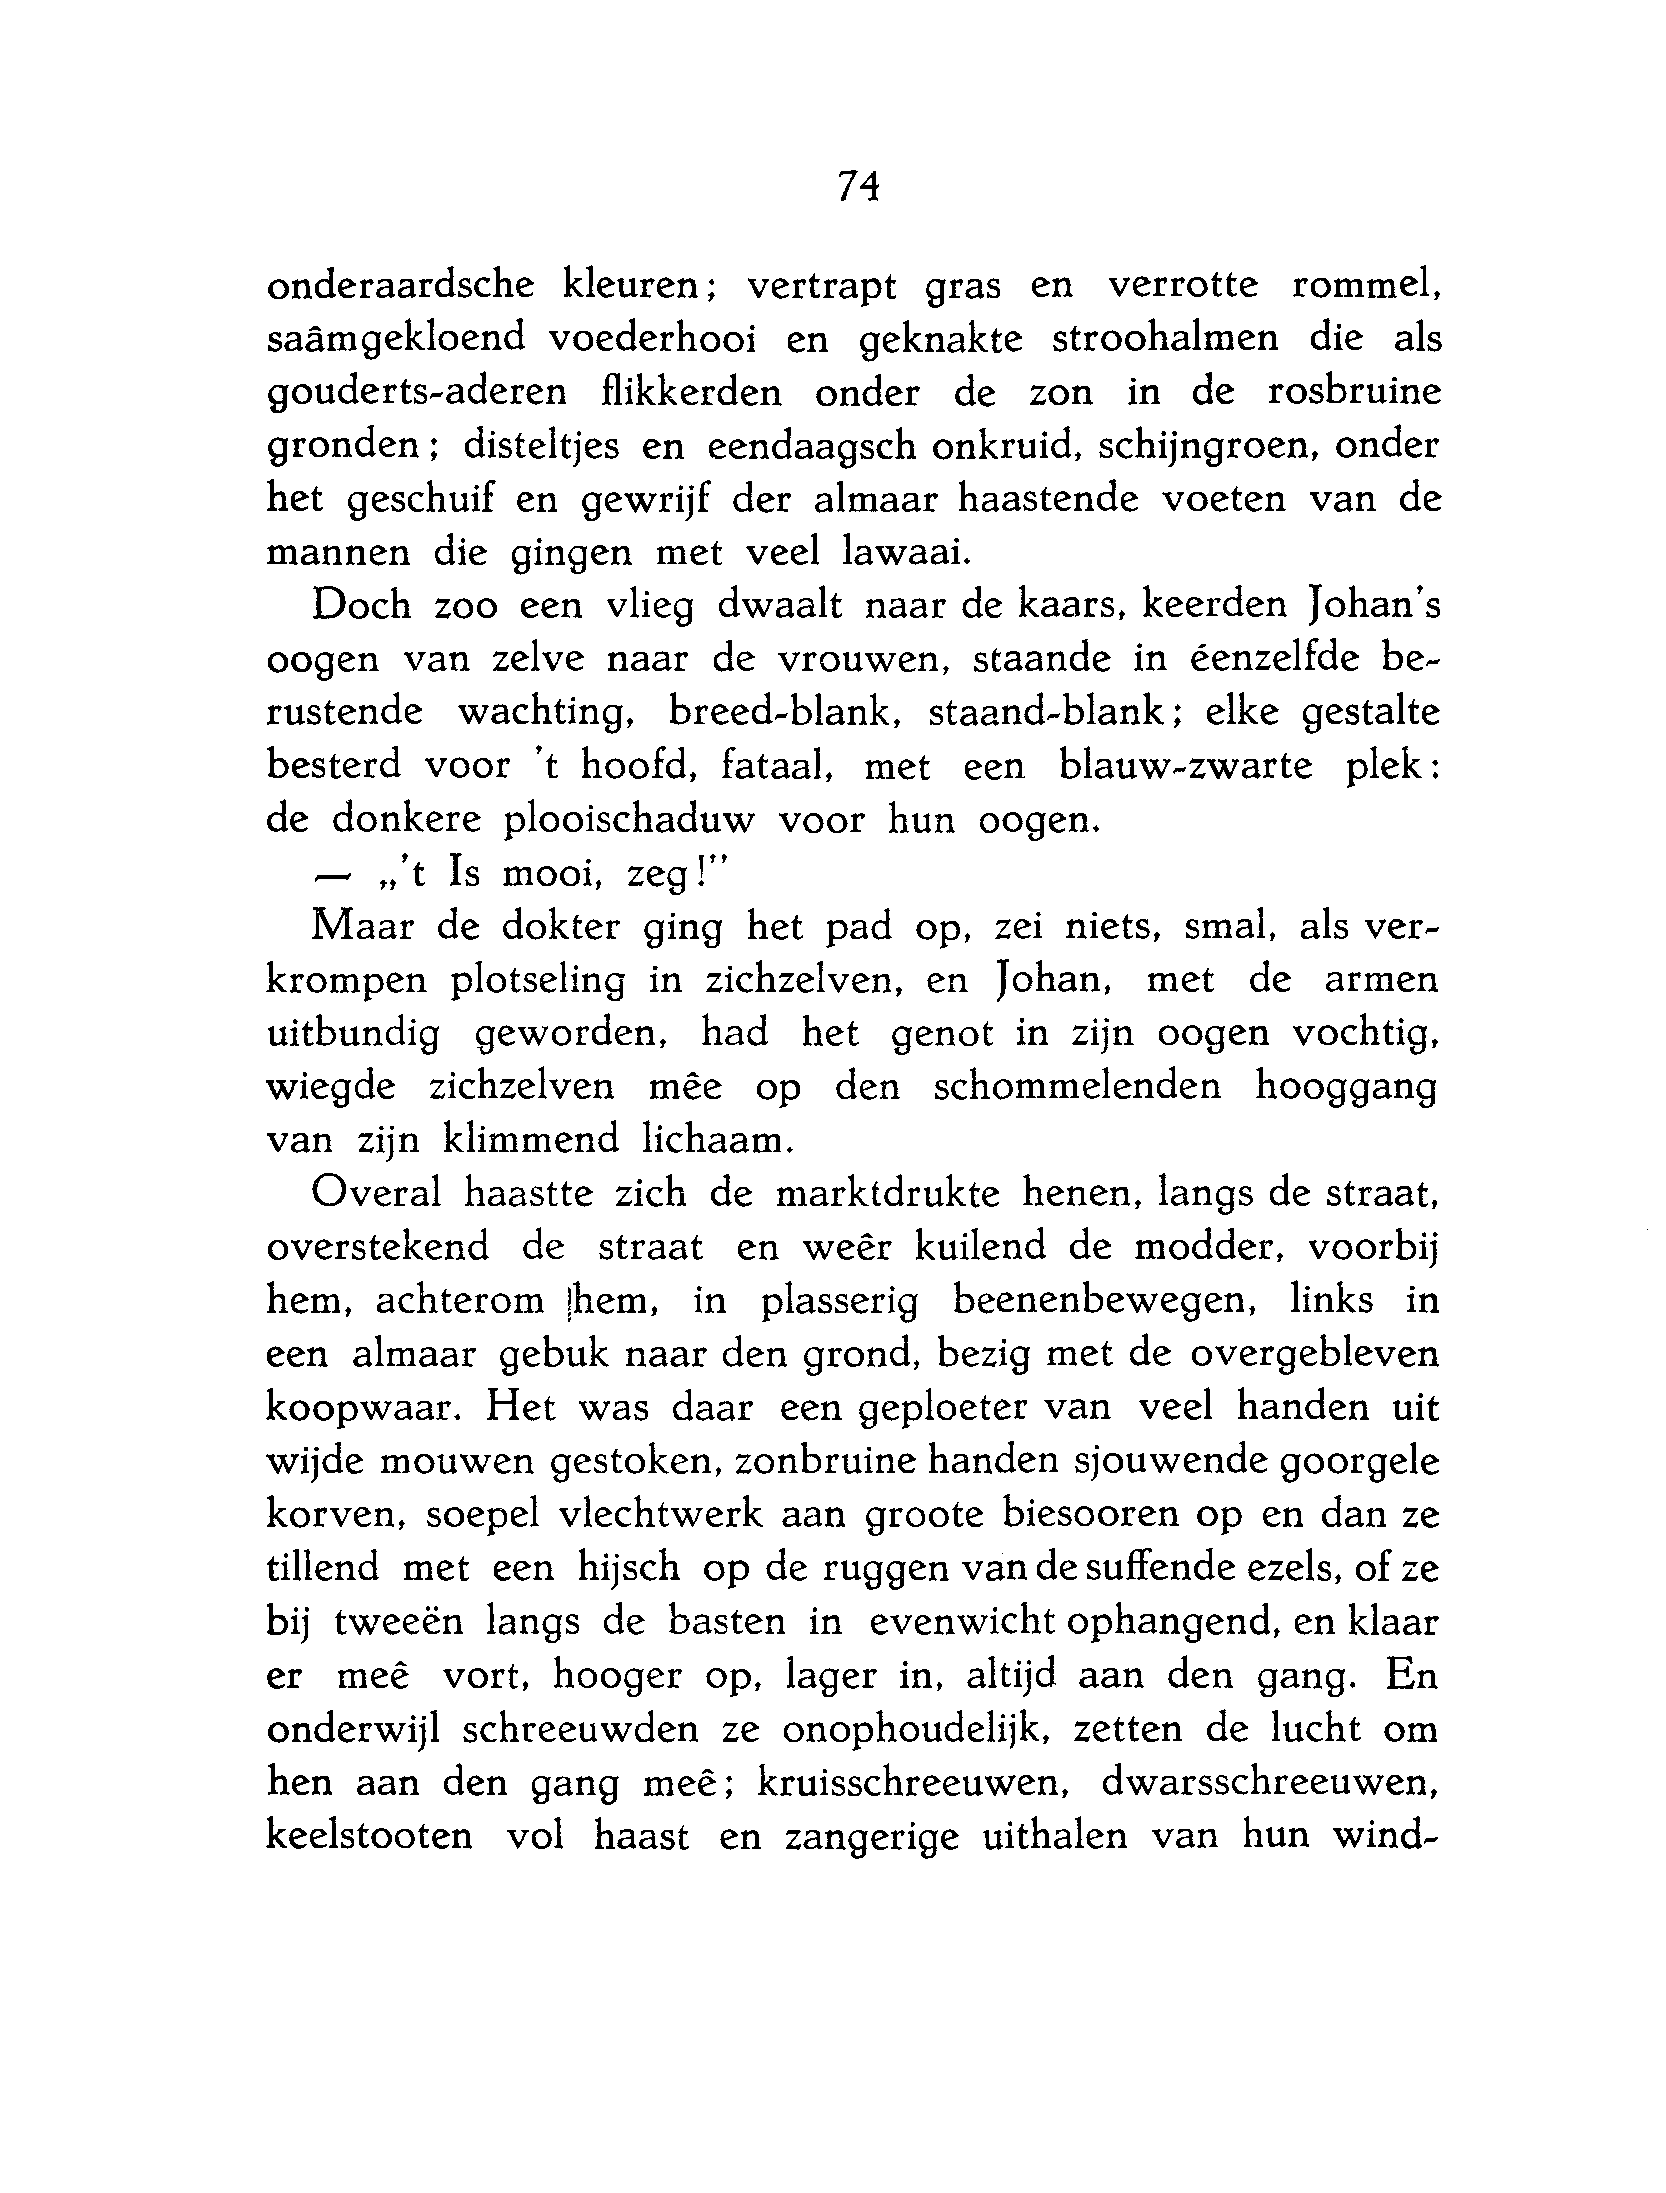 74
onderaardsche kleuren; vertrapt gras en verrotte rommel,
saâmgekloend voederhooi en geknakte stroohalmen die als
gouderts-aderen flikkerden onder de zon in de rosbruine
gronden; disteltjes en eendaagsch onkruid, schijngroen, onder
het geschuif en gewrijf der almaar haastende voeten van de
mannen die gingen met veel lawaai.
Doch zoo een vlieg dwaalt naar de kaars, keerden Johan's
oogen van zelve naar de vrouwen, staande in éenzelfde be-
rustende wachting, breed-blank, staand-blank; elke gestalte
besterd voor 't hoofd, fataal, met een blauw-zwarte plek:
de donkere plooischaduw voor hun oogen.
— „'t Is mooi, zeg!"
Maar de dokter ging het pad op, zei niets, smal, als ver-
krompen plotseling in zichzelven, en Johan, met de armen
uitbundig geworden, had het genot in zijn oogen vochtig,
wiegde zichzelven mêe op den schommelenden hooggang
van zijn klimmend lichaam.
Overal haastte zich de marktdrukte henen, langs de straat,
overstekend de straat en weêr kuilend de modder, voorbij
hem, achterom hem, in plasserig beenenbewegen, links in
een almaar gebuk naar den grond, bezig met de overgebleven
koopwaar. Het was daar een geploeter van veel handen uit
wijde mouwen gestoken, zonbruine handen sjouwende goorgele
korven, soepel vlechtwerk aan groote biesooren op en dan ze
tillend met een hijsch op de ruggen van de suffende ezels, of ze
bij tweeën langs de basten in evenwicht ophangend, en klaar
er meê vort, hooger op, lager in, altijd aan den gang. En
onderwijl schreeuwden ze onophoudelijk, zetten de lucht om
hen aan den gang meê; kruisschreeuwen, dwarsschreeuwen,
keelstooten vol haast en zangerige uithalen van hun wind-